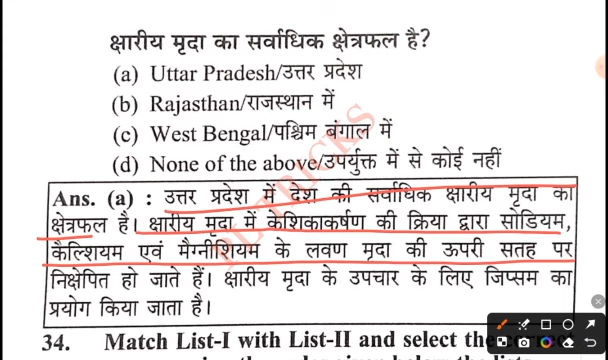 क्षारीय मृदा का सर्वाधिक क्षेत्रफल है?
(a) Uttar Pradesh/उत्तर प्रदेश
(b) Rajasthan/राजस्थान में
(c) West Bengal/पश्चिम बंगाल में
(d) None of the above/उपर्युक्त में से कोई नहीं
Ans. (a) : उत्तर प्रदेश में देश की सर्वाधिक क्षारीय मृदा का
क्षेत्रफल है। क्षारीय मृदा में केशिकाकर्षण की क्रिया द्वारा सोडियम,
कैल्शियम एवं मैग्नीशियम के लवण मृदा की ऊपरी सतह पर
निक्षेपित हो जाते हैं। क्षारीय मृदा के उपचार के लिए जिप्सम का
प्रयोग किया जाता है।
34. Match List-I with List-II and select the